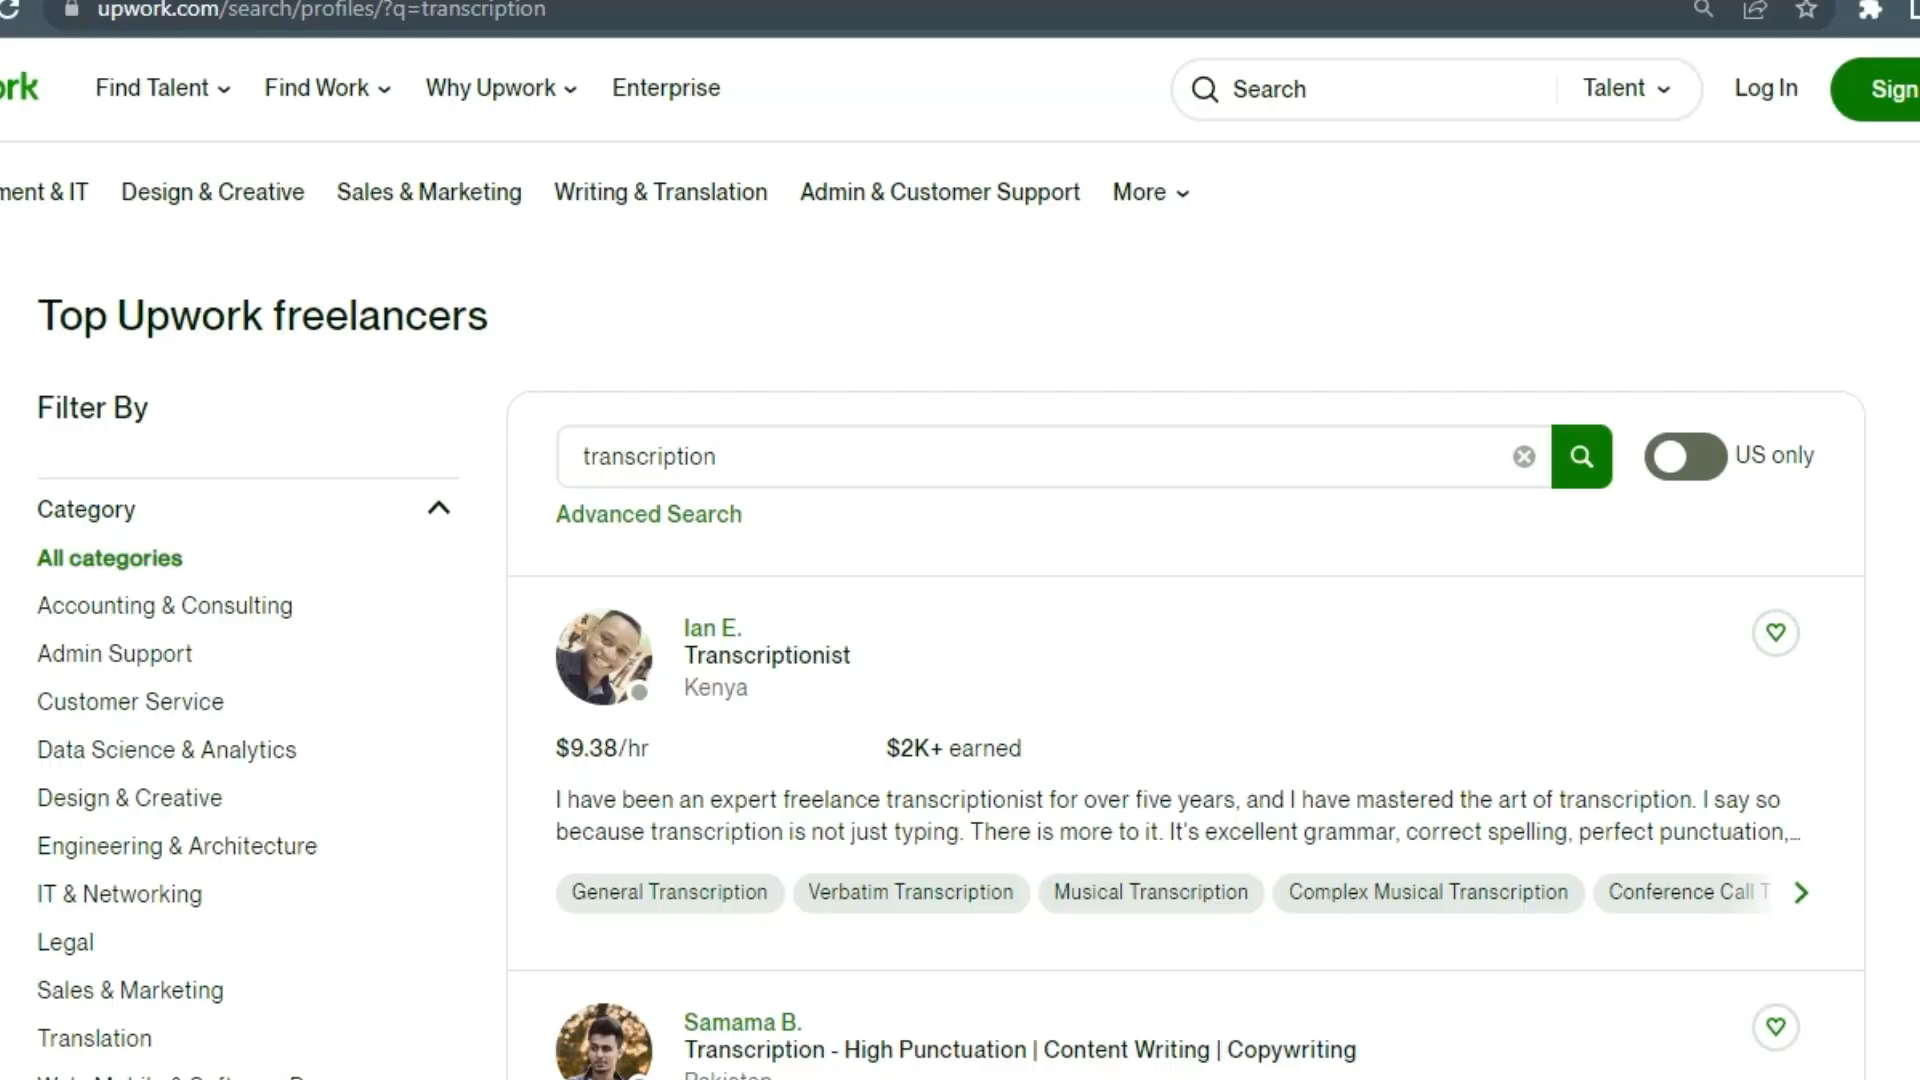 upwork.com/search/profiles/?q=transcription
ork Find Talent Find Work Why Upwork Enterprise Search Talent Log In Sign
ment & IT Design & Creative Sales & Marketing Writing & Translation Admin & Customer Support More
Top Upwork freelancers
Filter By
transcription US only
Advanced Search
Category
All categories
Accounting & Consulting
Admin Support
Customer Service
Data Science & Analytics
Design & Creative
Engineering & Architecture
IT & Networking
Legal
Sales & Marketing
Translation
Ian E.
Transcriptionist
Kenya
$9.38/hr $2K+ earned
I have been an expert freelance transcriptionist for over five years, and I have mastered the art of transcription. I say so
because transcription is not just typing. There is more to it. It's excellent grammar, correct spelling, perfect punctuation,...
General Transcription Verbatim Transcription Musical Transcription Complex Musical Transcription Conference Call T
Samama B.
Transcription - High Punctuation | Content Writing | Copywriting
Pakistan